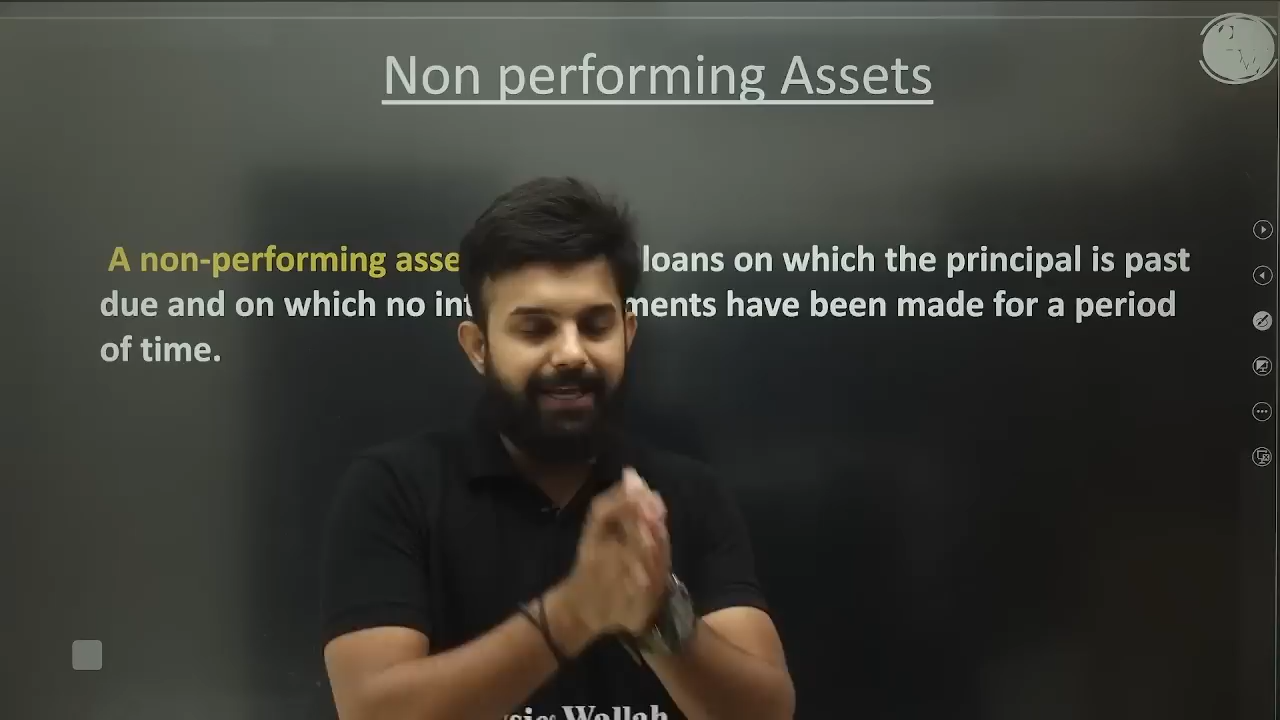 Non performing Assets
A non-performing asse loans on which the principal is past
due and on which no int ments have been made for a period
of time.
Wallah